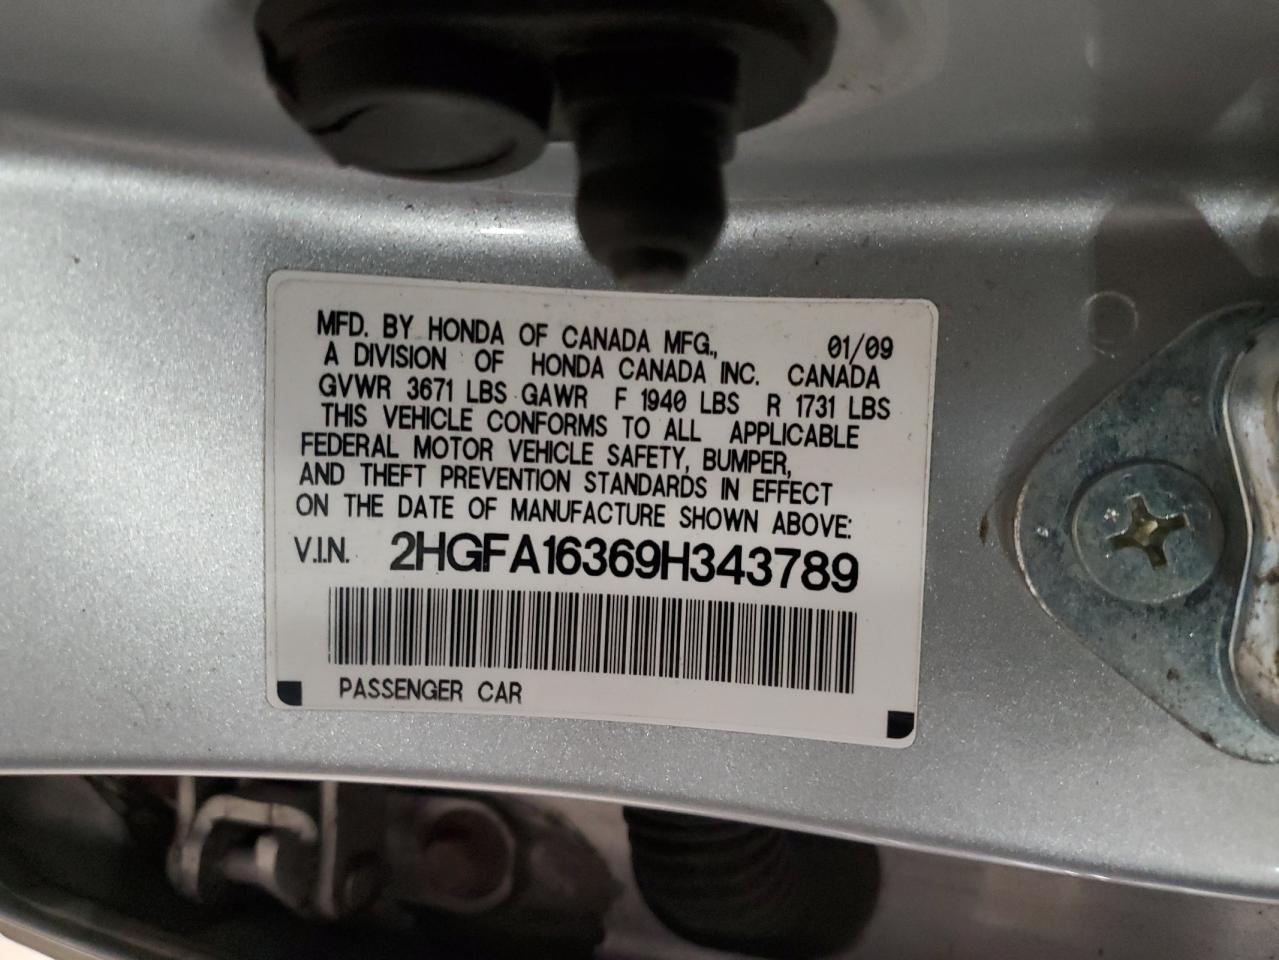 MFD. BY HONDA OF CANADA MFG., 01/09
A DIVISION OF HONDA CANADA INC. CANADA
GVWR 3671 LBS GAWR F 1940 LBS R 1731 LBS
THIS VEHICLE CONFORMS TO ALL APPLICABLE
FEDERAL MOTOR VEHICLE SAFETY, BUMPER,
AND THEFT PREVENTION STANDARDS IN EFFECT
ON THE DATE OF MANUFACTURE SHOWN ABOVE:
V.I.N. 2HGFA16369H343789
PASSENGER CAR